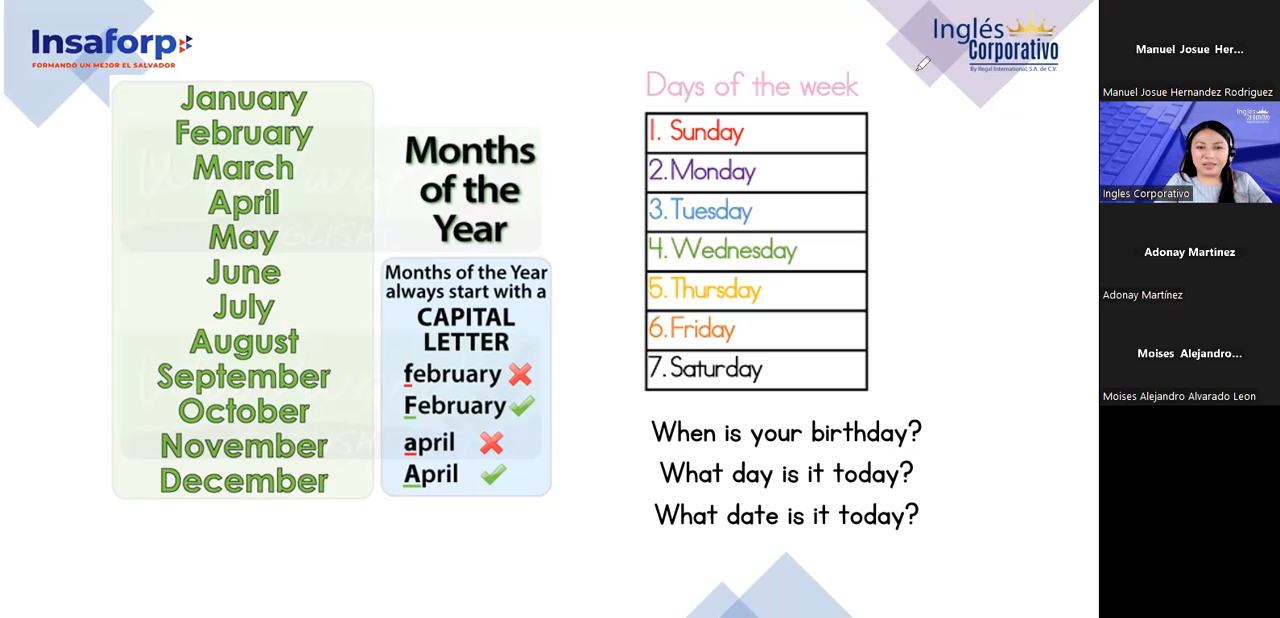 Insaforp
FORMANDO UN MEJOR EL SALVADOR
Inglés
Corporativo
By Regal International, S.A. de C.V.
January
February
March
April
May
June
July
August
September
October
November
December
Months
of the
Year
Months of the Year
always start with a
CAPITAL
LETTER
february
February
april
April
Days of the week
1. Sunday
2. Monday
3. Tuesday
4. Wednesday
5. Thursday
6. Friday
7. Saturday
When is your birthday?
What day is it today?
What date is it today?
Manuel Josue Her...
Manuel Josue Hernandez Rodriguez
Inglés
Corporativo
Ingles Corporativo
Adonay Martinez
Adonay Martínez
Moises Alejandro...
Moises Alejandro Alvarado Leon